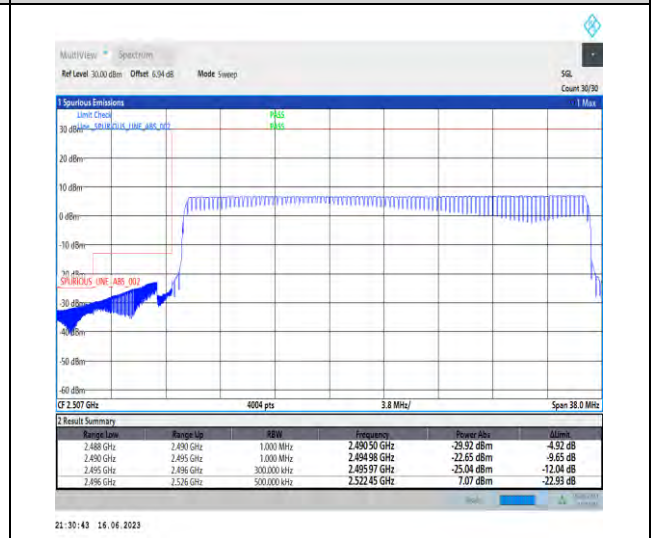 MultiView Spectrum
Ref Level 30.00 dBm Offset 6.94 dB Mode Sweep SGL
Count 30/30
1 Spurious Emissions 1 Max
Limit Check PASS
Line _SPURIOUS_LINE_ABS_002 PASS
30 dBm
20 dBm
10 dBm
0 dBm
-10 dBm
-20 dBm
_SPURIOUS_LINE_ABS_002
-30 dBm
-40 dBm
-50 dBm
-60 dBm
CF 2.507 GHz 4004 pts 3.8 MHz/ Span 38.0 MHz
2 Result Summary
Range Low Range Up RBW Frequency Power Abs ΔLimit
2.488 GHz 2.490 GHz 1.000 MHz 2.490 50 GHz -29.92 dBm -4.92 dB
2.490 GHz 2.495 GHz 1.000 MHz 2.494 98 GHz -22.65 dBm -9.65 dB
2.495 GHz 2.496 GHz 300.000 kHz 2.495 97 GHz -25.04 dBm -12.04 dB
2.496 GHz 2.526 GHz 500.000 kHz 2.522 45 GHz 7.07 dBm -22.93 dB
Ready
21:30:43 16.06.2023